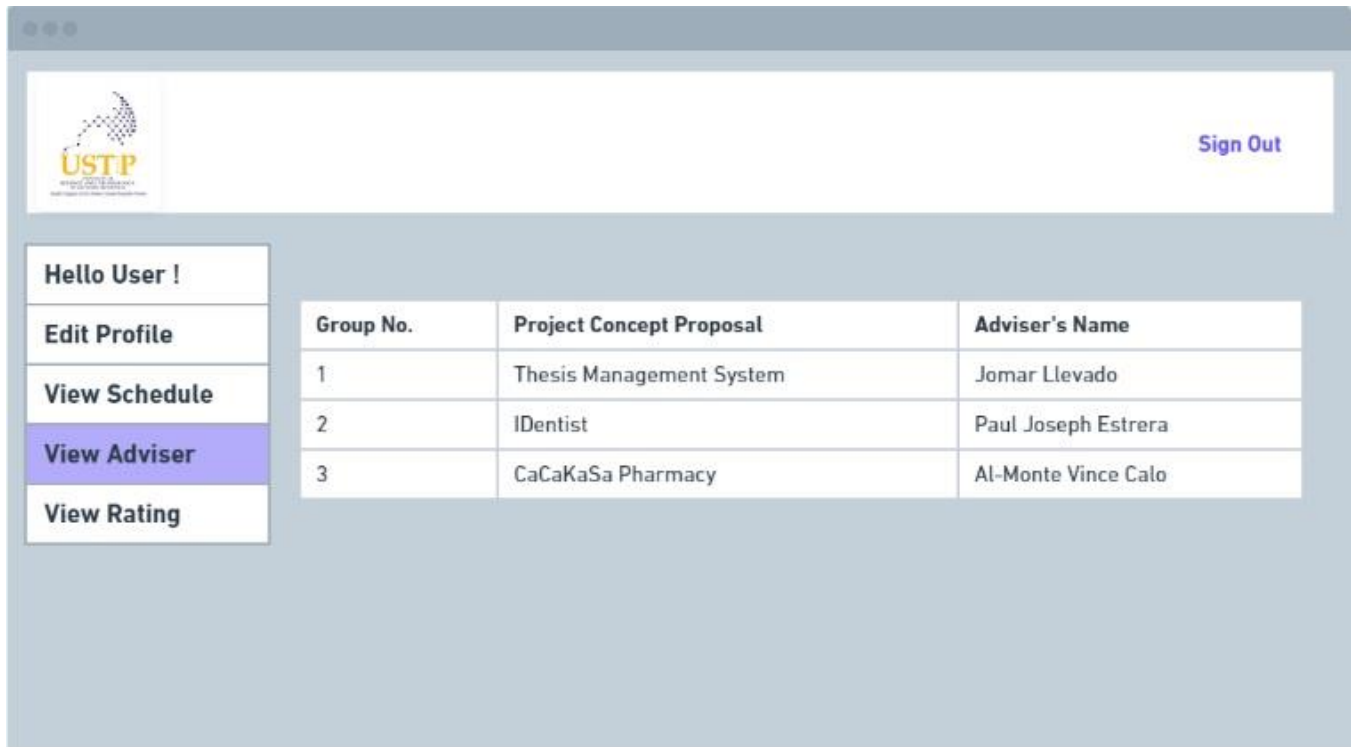 USTP
Sign Out
Hello User !
Edit Profile
View Schedule
View Adviser
View Rating
Group No. Project Concept Proposal Adviser's Name
1 Thesis Management System Jomar Llevado
2 IDentist Paul Joseph Estrera
3 CaCaKaSa Pharmacy Al-Monte Vince Calo